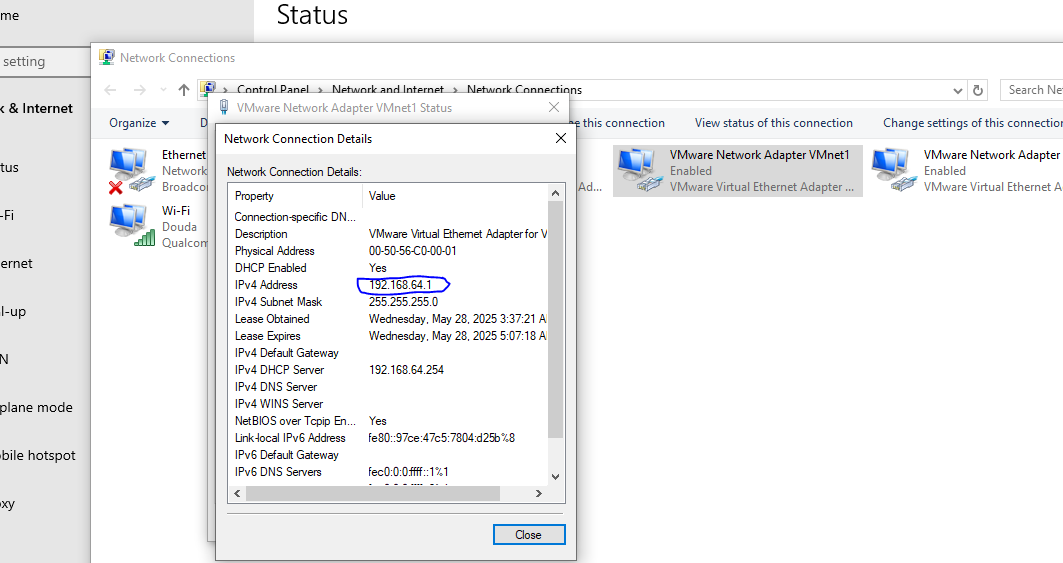 me
Status
setting
Network Connections
Control Panel > Network and Internet > Network Connections
Search Ne
k & Internet
VMware Network Adapter VMnet1 Status
Organize
D
e this connection
View status of this connection
Change settings of this connection
Network Connection Details
Ethernet
Network
Broadcom
Ad...
VMware Network Adapter VMnet1
Enabled
VMware Virtual Ethernet Adapter ...
VMware Network Adapter
Enabled
VMware Virtual Ethernet A
tus
Network Connection Details:
Property Value
Wi-Fi
Douda
Qualcom
-Fi
Connection-specific DN...
Description VMware Virtual Ethernet Adapter for V
Physical Address 00-50-56-C0-00-01
ernet
DHCP Enabled Yes
IPv4 Address 192.168.64.1
IPv4 Subnet Mask 255.255.255.0
l-up
Lease Obtained Wednesday, May 28, 2025 3:37:21 A
Lease Expires Wednesday, May 28, 2025 5:07:18 A
N
IPv4 Default Gateway
IPv4 DHCP Server 192.168.64.254
IPv4 DNS Server
plane mode
IPv4 WINS Server
NetBIOS over Tcpip En... Yes
Link-local IPv6 Address fe80::97ce:47c5:7804:d25b%8
bile hotspot
IPv6 Default Gateway
IPv6 DNS Servers fec0:0:0:ffff::1%1
xy
Close